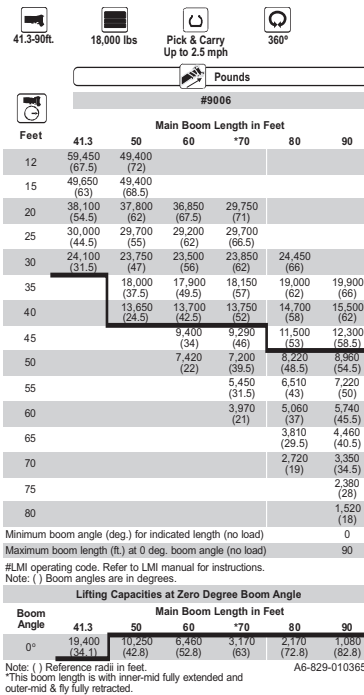 41.3-90ft. 18,000 lbs Pick & Carry 360º
Up to 2.5 mph
Pounds
#9006
Feet Main Boom Length in Feet
41.3 50 60 *70 80 90
12 59,450 49,400
(67.5) (72)
15 49,650 49,400
(63) (68.5)
20 38,100 37,800 36,850 29,750
(54.5) (62) (67.5) (71)
25 30,000 29,700 29,200 29,700
(44.5) (55) (62) (66.5)
30 24,100 23,750 23,500 23,850 24,450
(31.5) (47) (56) (62) (66)
35 18,000 17,900 18,150 19,000 19,900
(37.5) (49.5) (57) (62) (66)
40 13,650 13,700 13,750 14,700 15,500
(24.5) (42.5) (52) (58) (62)
45 9,400 9,290 11,500 12,300
(34) (46) (53) (58.5)
50 7,420 7,200 8,220 8,960
(22) (39.5) (48.5) (54.5)
55 5,450 6,510 7,220
(31.5) (43) (50)
60 3,970 5,060 5,740
(21) (37) (45.5)
65 3,810 4,460
(29.5) (40.5)
70 2,720 3,350
(19) (34.5)
75 2,380
(28)
80 1,520
(18)
Minimum boom angle (deg.) for indicated length (no load) 0
Maximum boom length (ft.) at 0 deg. boom angle (no load) 90
#LMI operating code. Refer to LMI manual for instructions.
Note: ( ) Boom angles are in degrees.
Lifting Capacities at Zero Degree Boom Angle
Boom Angle Main Boom Length in Feet
41.3 50 60 *70 80 90
0° 19,400 10,250 6,460 3,170 2,170 1,080
(34.1) (42.8) (52.8) (63) (72.8) (82.8)
Note: ( ) Reference radii in feet. A6-829-010365
*This boom length is with inner-mid fully extended and
outer-mid & fly fully retracted.